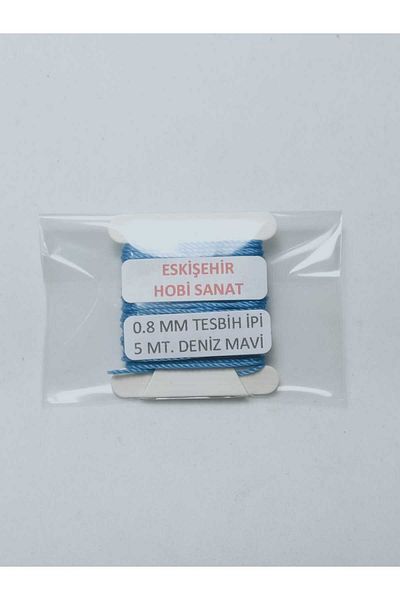 ESKİŞEHİR
HOBİ SANAT
0.8 MM TESBİH İPİ
5 MT. DENİZ MAVİ